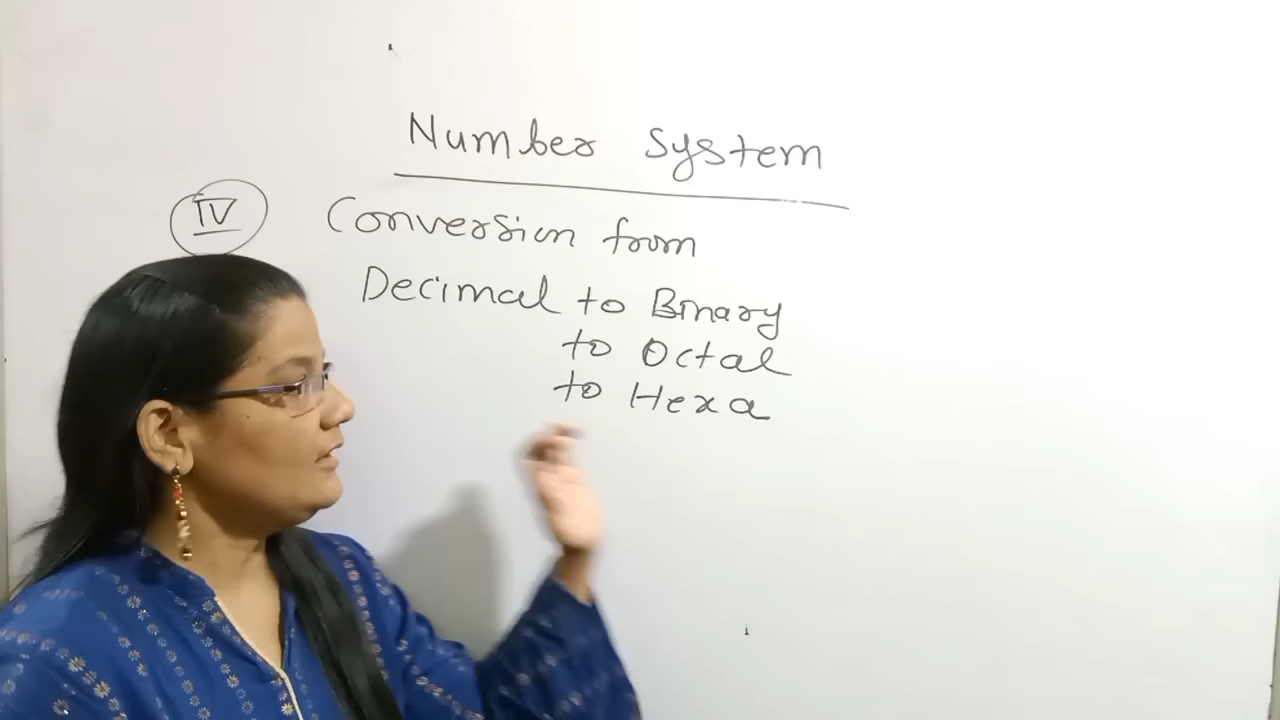 Number System
IV Conversion from
Decimal to Binary
to Octal
to Hexa